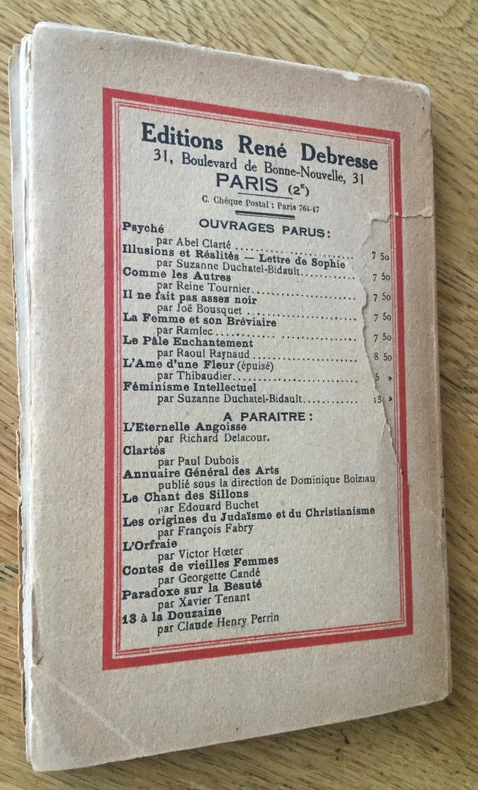 Editions René Debresse
31, Boulevard de Bonne-Nouvelle, 31
PARIS (2ᴱ)
C. Chèque Postal : Paris 764-17
OUVRAGES PARUS :
Psyché
par Abel Clarté .................... 7 50
Illusions et Réalités — Lettre de Sophie
par Suzanne Duchatel-Bidault........... 7 50
Comme les Autres
par Reine Tournier.................... 7 50
Il ne fait pas assez noir
par Joë Bousquet .................... 7 50
La Femme et son Bréviaire
par Ramlec .................... 7 50
Le Pâle Enchantement
par Raoul Raynaud .................... 8 50
L'Ame d'une Fleur (épuisé)
par Thibaudier.................... 5 »
Féminisme Intellectuel
par Suzanne Duchatel-Bidault........... 13 »
A PARAITRE :
L'Eternelle Angoisse
par Richard Delacour.
Clartés
par Paul Dubois
Annuaire Général des Arts
publié sous la direction de Dominique Boiziau
Le Chant des Sillons
par Edouard Buchet
Les origines du Judaïsme et du Christianisme
par François Fabry
L'Orfraie
par Victor Hœter
Contes de vieilles Femmes
par Georgette Candé
Paradoxe sur la Beauté
par Xavier Tenant
13 à la Douzaine
par Claude Henry Perrin